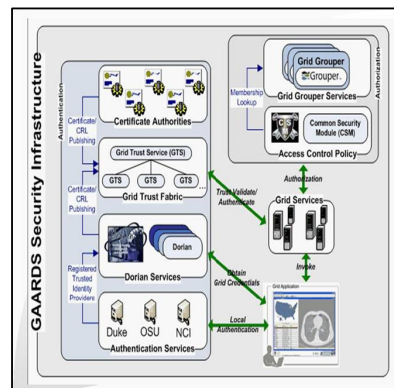 GAARDS Security Infrastructure
Authentication
Certificate/
CRL
Publishing
Certificate Authorities
Grid Trust Service (GTS)
GTS
GTS
GTS
...
Grid Trust Fabric
Certificate/
CRL
Publishing
Dorian
Dorian Services
Registered
Trusted
Identity
Providers
Duke
OSU
NCI
Authentication Services
Authorization
Membership
Lookup
Grid Grouper
Grouper
Grid Grouper Services
Common Security
Module (CSM)
Access Control Policy
Authorization
Trust Validate/
Authenticate
Grid Services
Obtain
Grid Credentials
Invoke
Local
Authentication
Grid Application